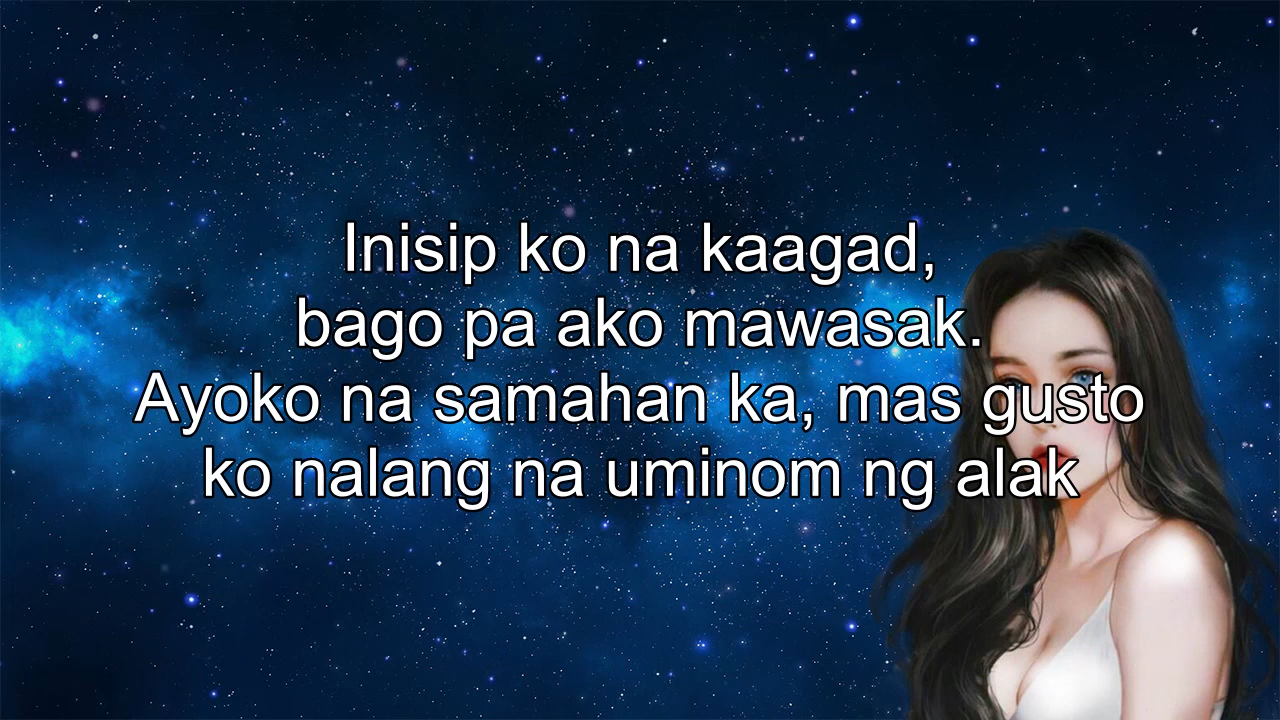 Inisip ko na kaagad,
bago pa ako mawasak.
Ayoko na samahan ka, mas gusto
ko nalang na uminom ng alak